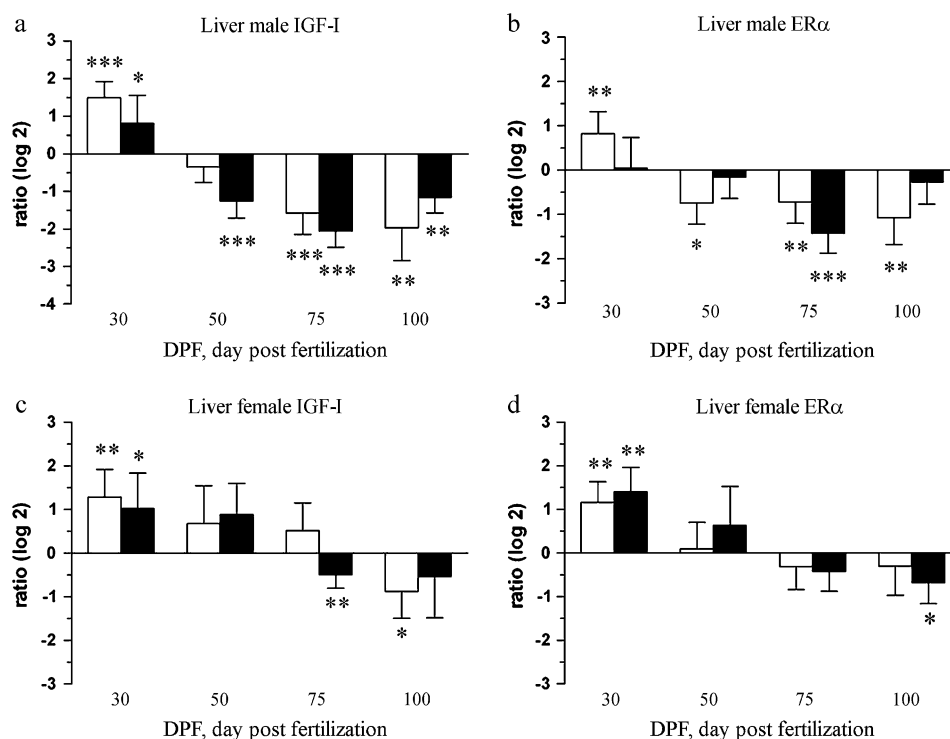 a
Liver male IGF-I
3
2
1
0
-1
-2
-3
-4
ratio (log 2)
*** *
***
*** ***
** **
30 50 75 100
DPF, day post fertilization
b
Liver male ERα
3
2
1
0
-1
-2
-3
ratio (log 2)
**
*
** ***
**
30 50 75 100
DPF, day post fertilization
c
Liver female IGF-I
3
2
1
0
-1
-2
-3
ratio (log 2)
** *
**
*
30 50 75 100
DPF, day post fertilization
d
Liver female ERα
3
2
1
0
-1
-2
-3
ratio (log 2)
** **
*
30 50 75 100
DPF, day post fertilization